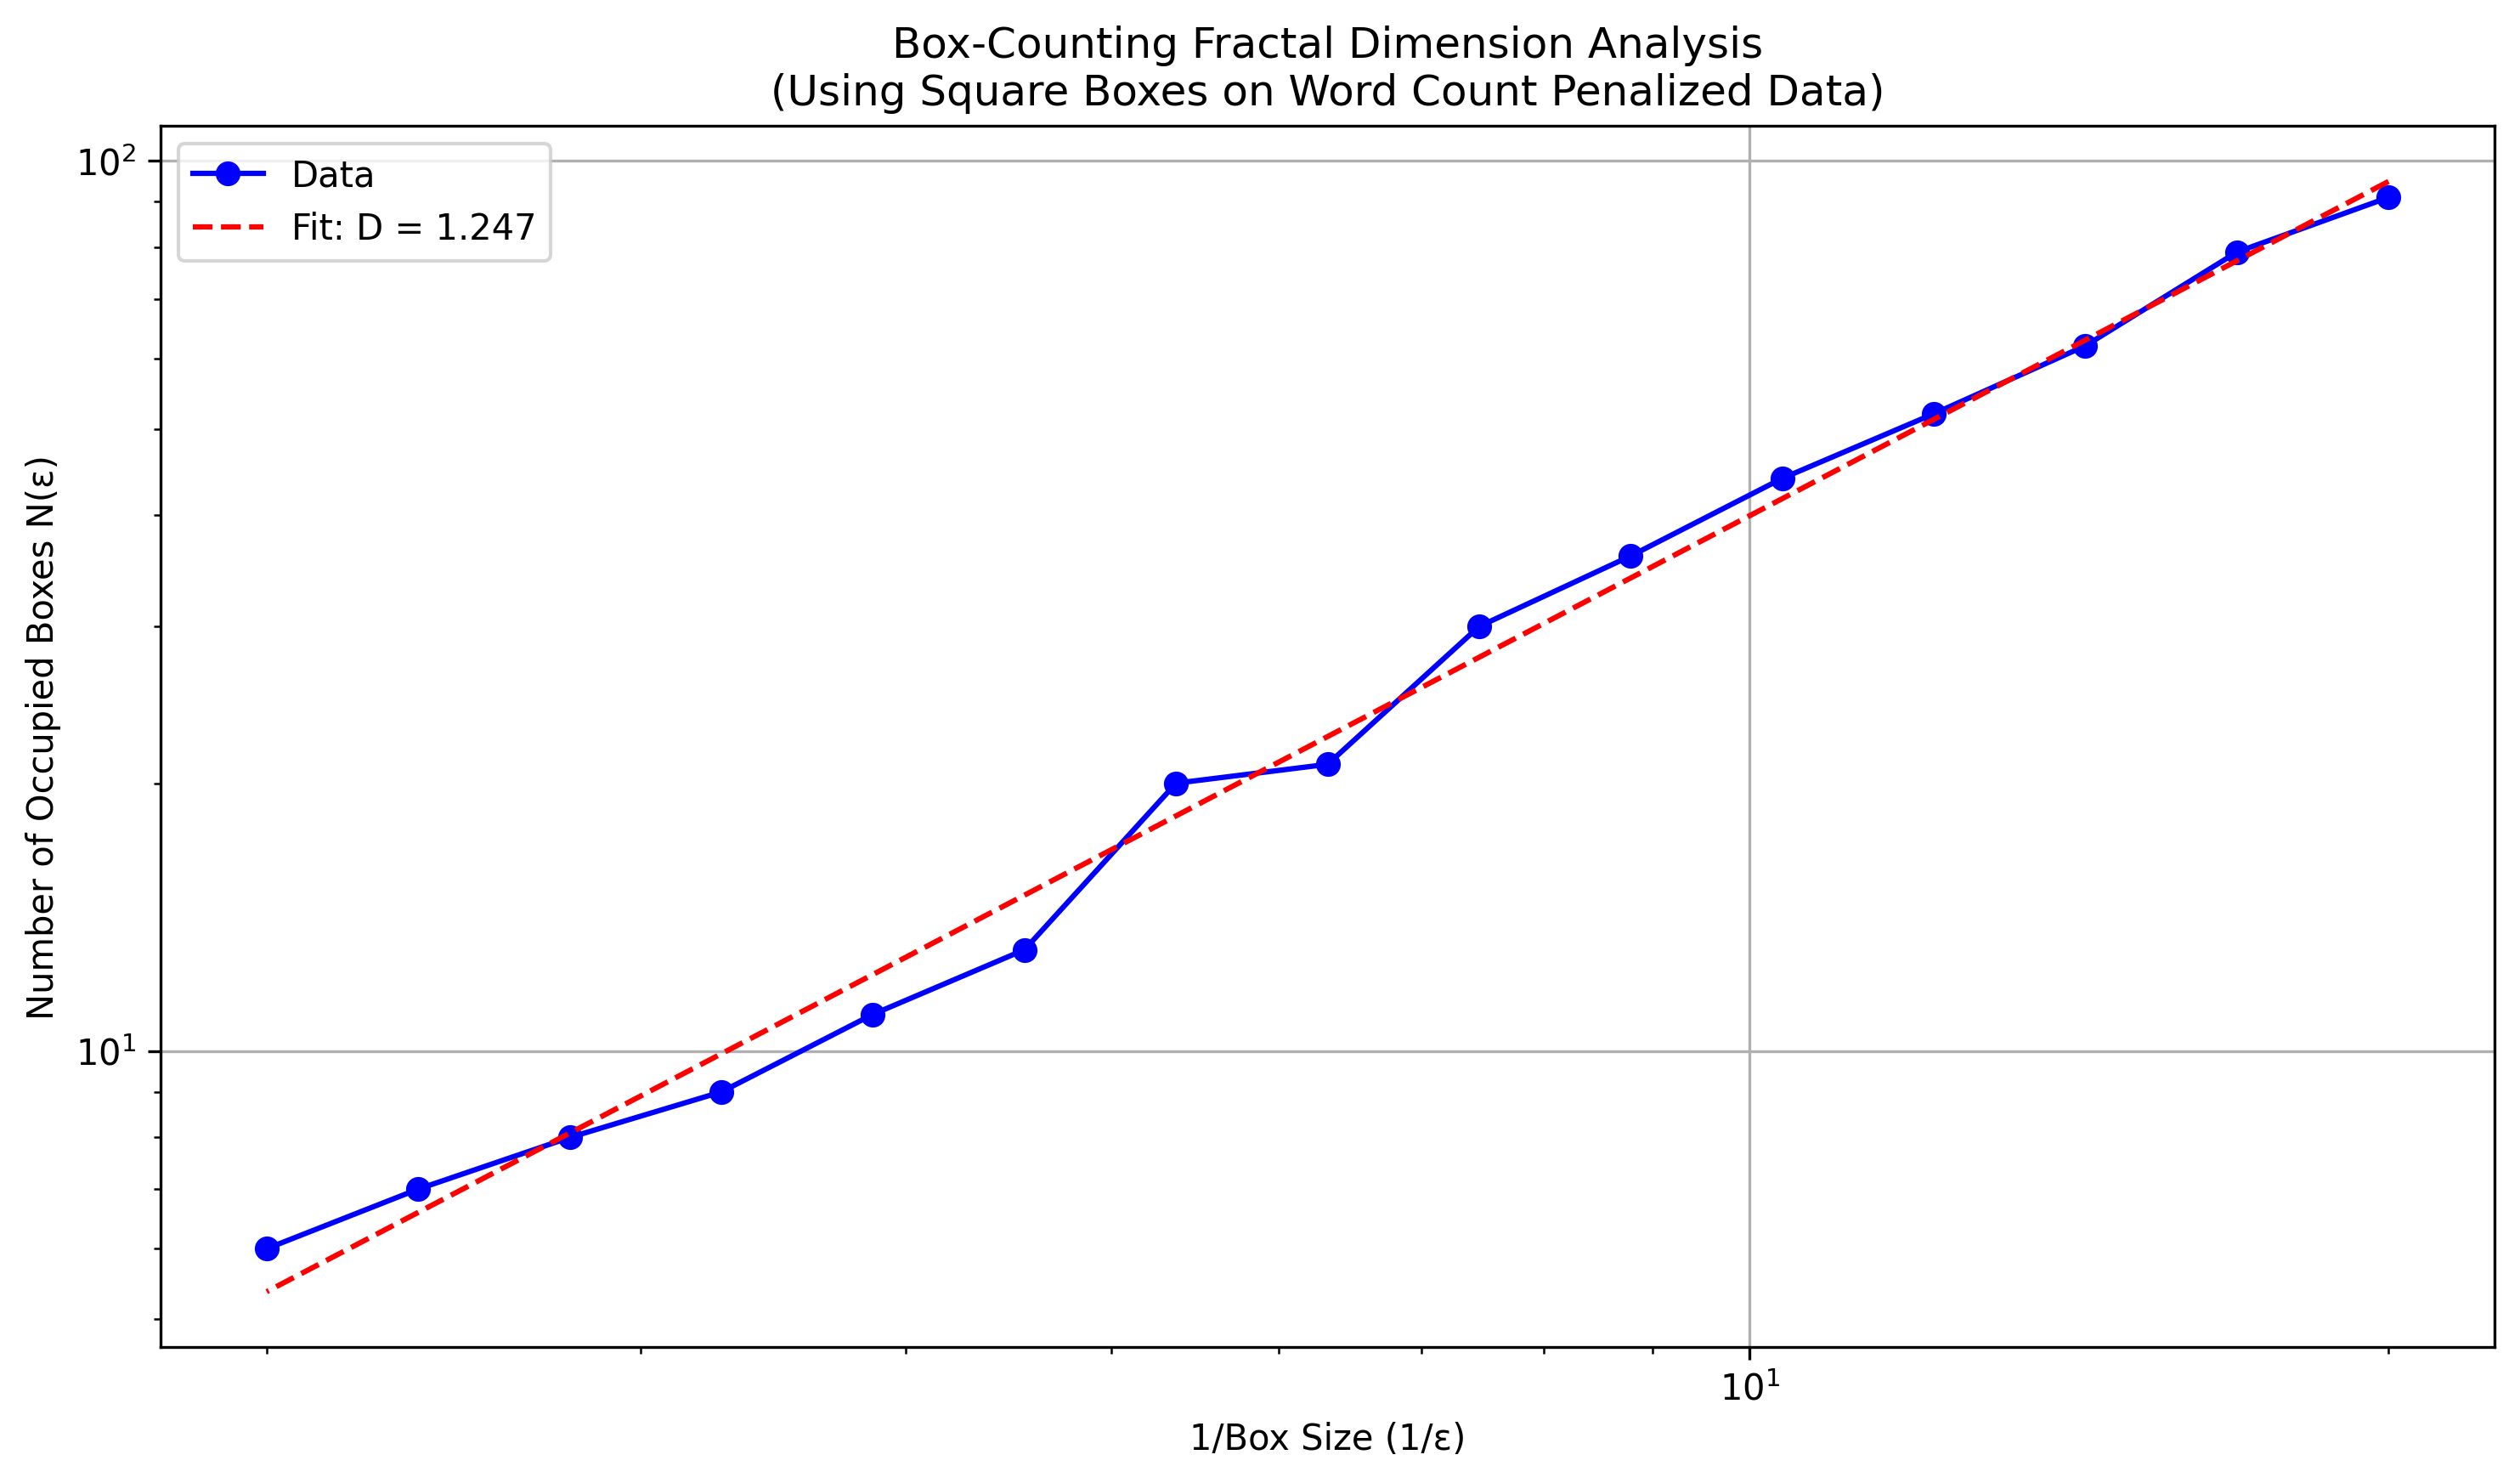 Box-Counting Fractal Dimension Analysis
(Using Square Boxes on Word Count Penalized Data)
Data
Fit: D = 1.247
10²
10¹
Number of Occupied Boxes N(ε)
10¹
1/Box Size (1/ε)